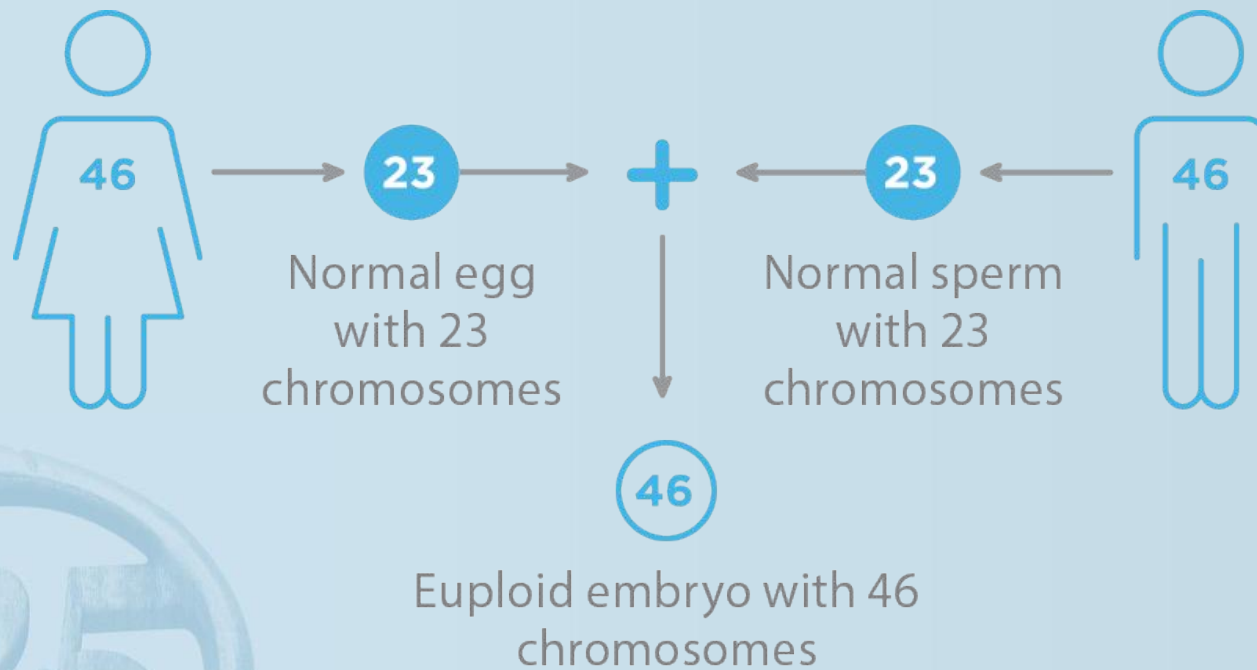 46
23
23
46
Normal egg
with 23
chromosomes
Normal sperm
with 23
chromosomes
46
Euploid embryo with 46
chromosomes
25